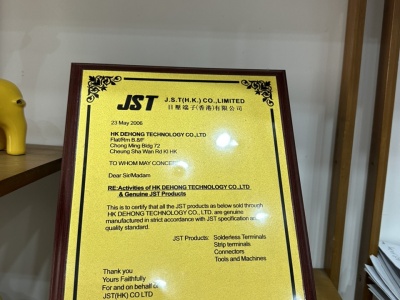 JST J.S.T(H.K.) CO., LIMITED
日壓端子(香港)有限公司
23 May 2006
HK DEHONG TECHNOLOGY CO.,LTD
Flat/Rm B.&F
Chong Ming Bldg 72
Cheung Sha Wan Rd Kl HK
TO WHOM MAY CONCERN
Dear Sir/Madam
RE:Activities of HK DEHONG TECHNOLOGY CO.,LTD
& Genuine JST Products
This is to certify that all the JST products as below sold through
HK DEHONG TECHNOLOGY CO., LTD. are genuine
manufactured in strict accordance with JST specification and
quality standard.
JST Products: Solderless Terminals
Strip terminals
Connectors
Tools and Machines
Thank you
Yours Faithfully
For and on behalf of
JST(HK) CO LTD